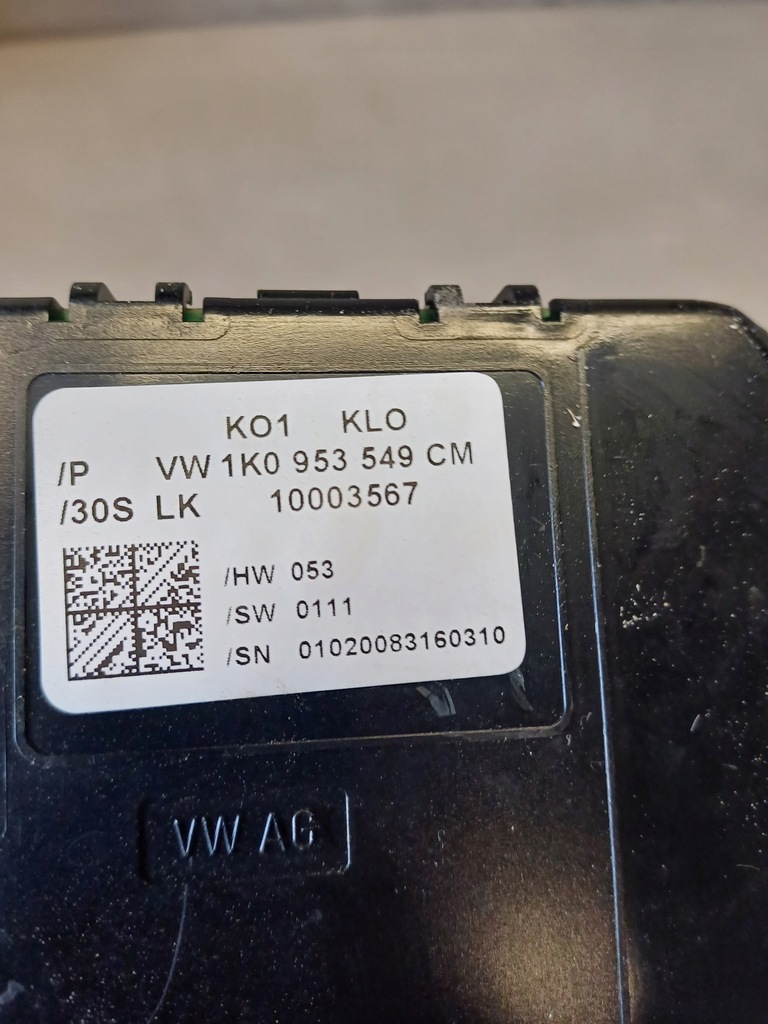 KO1 KLO
/P VW 1K0 953 549 CM
/30S LK 10003567
/HW 053
/SW 0111
/SN 01020083160310
VW AG